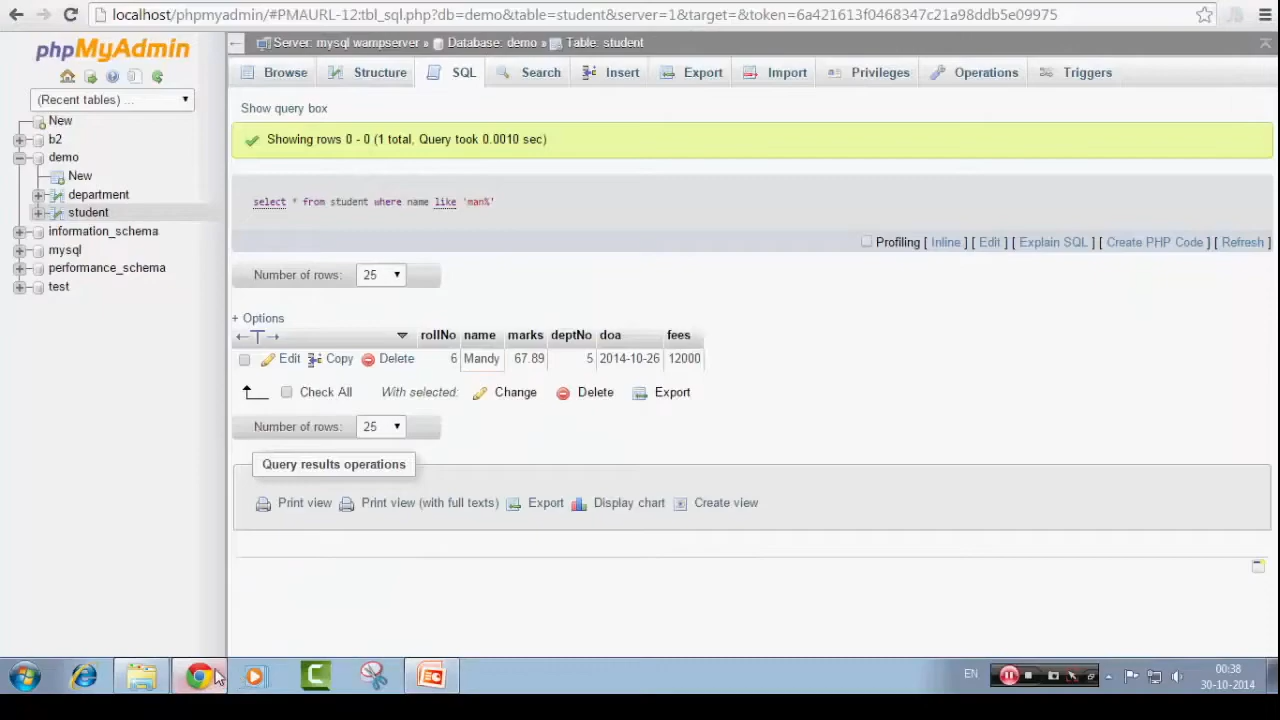 localhost/phpmyadmin/#PMAURL-12:tbl_sql.php?db=demo&table=student&server=1&target=&token=6a421613f0468347c21a98ddb5e09975
phpMyAdmin
Server: mysql wampserver » Database: demo » Table: student
Browse Structure SQL Search Insert Export Import Privileges Operations Triggers
(Recent tables) ...
New
b2
demo
New
department
student
information_schema
mysql
performance_schema
test
Show query box
Showing rows 0 - 0 (1 total, Query took 0.0010 sec)
select * from student where name like 'man%'
Profiling [ Inline ] [ Edit ] [ Explain SQL ] [ Create PHP Code ] [ Refresh ]
Number of rows: 25
+ Options
←T→ rollNo name marks deptNo doa fees
Edit Copy Delete 6 Mandy 67.89 5 2014-10-26 12000
Check All With selected: Change Delete Export
Number of rows: 25
Query results operations
Print view Print view (with full texts) Export Display chart Create view
EN
00:38
30-10-2014